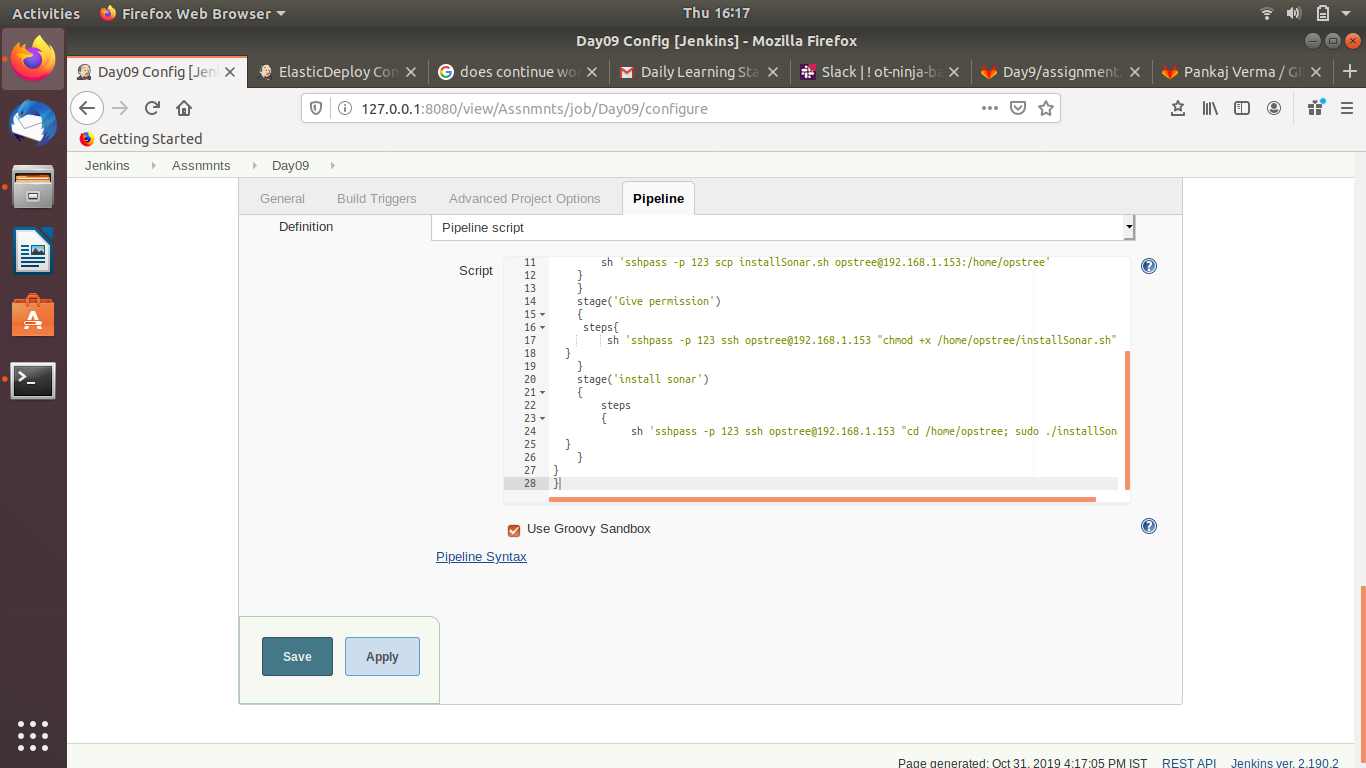 Activities Firefox Web Browser Thu 16:17
Day09 Config [Jenkins] - Mozilla Firefox
Day09 Config [Jen ElasticDeploy Con does continue wo Daily Learning Sta Slack | ! ot-ninja-ba Day9/assignment. Pankaj Verma / Gi
127.0.0.1:8080/view/Assnmnts/job/Day09/configure
Getting Started
Jenkins Assnmnts Day09
General Build Triggers Advanced Project Options Pipeline
Definition Pipeline script
Script
11 sh 'sshpass -p 123 scp installSonar.sh opstree@192.168.1.153:/home/opstree'
12 }
13 }
14 stage('Give permission')
15 {
16 steps{
17 sh 'sshpass -p 123 ssh opstree@192.168.1.153 "chmod +x /home/opstree/installSonar.sh"
18 }
19 }
20 stage('install sonar')
21 {
22 steps
23 {
24 sh 'sshpass -p 123 ssh opstree@192.168.1.153 "cd /home/opstree; sudo ./installSon
25 }
26 }
27 }
28 }
Use Groovy Sandbox
Pipeline Syntax
Save Apply
Page generated: Oct 31, 2019 4:17:05 PM IST REST API Jenkins ver. 2.190.2